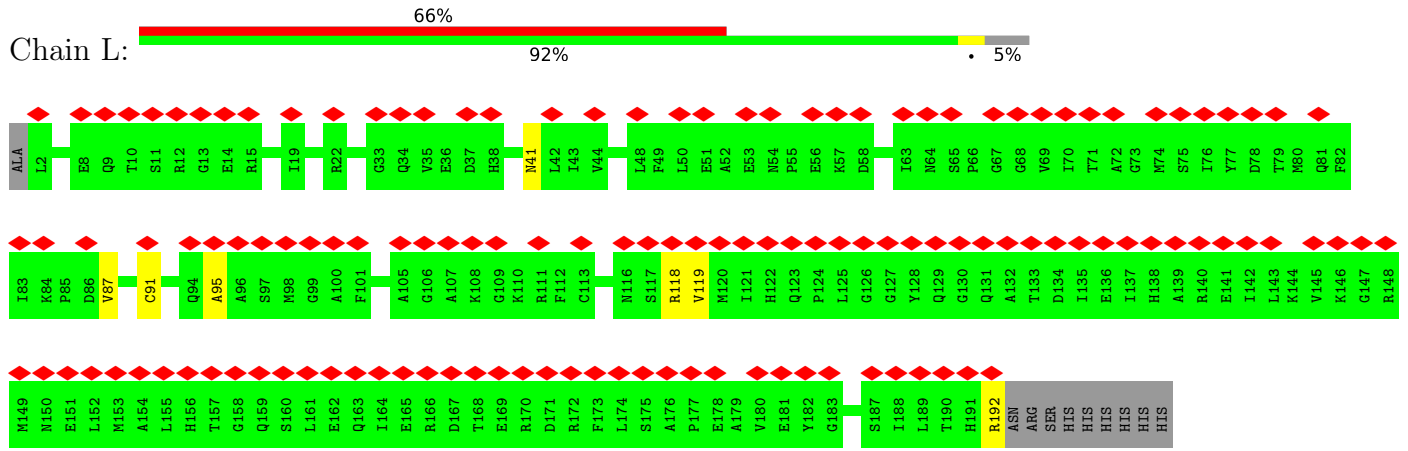 66%
Chain L:
92% • 5%
ALA L2 E8 Q9 T10 S11 R12 G13 E14 R15 I19 R22 G33 Q34 V35 E36 D37 H38 N41 L42 I43 V44 L48 F49 L50 E51 A52 E53 N54 P55 E56 K57 D58 I63 N64 S65 P66 G67 G68 V69 I70 T71 A72 G73 M74 S75 I76 Y77 D78 T79 M80 Q81 F82
I83 K84 P85 D86 V87 C91 Q94 A95 A96 S97 M98 G99 A100 F101 A105 G106 A107 K108 G109 K110 R111 F112 C113 N116 S117 R118 V119 M120 I121 H122 Q123 P124 L125 G126 G127 Y128 Q129 G130 Q131 A132 T133 D134 I135 E136 I137 H138 A139 R140 E141 I142 L143 K144 V145 K146 G147 R148
M149 N150 E151 L152 M153 A154 L155 H156 T157 G158 Q159 S160 L161 E162 Q163 I164 E165 R166 D167 T168 E169 R170 D171 R172 F173 L174 S175 A176 P177 E178 A179 V180 E181 Y182 G183 S187 I188 L189 T190 H191 R192 ASN ARG SER HIS HIS HIS HIS HIS HIS